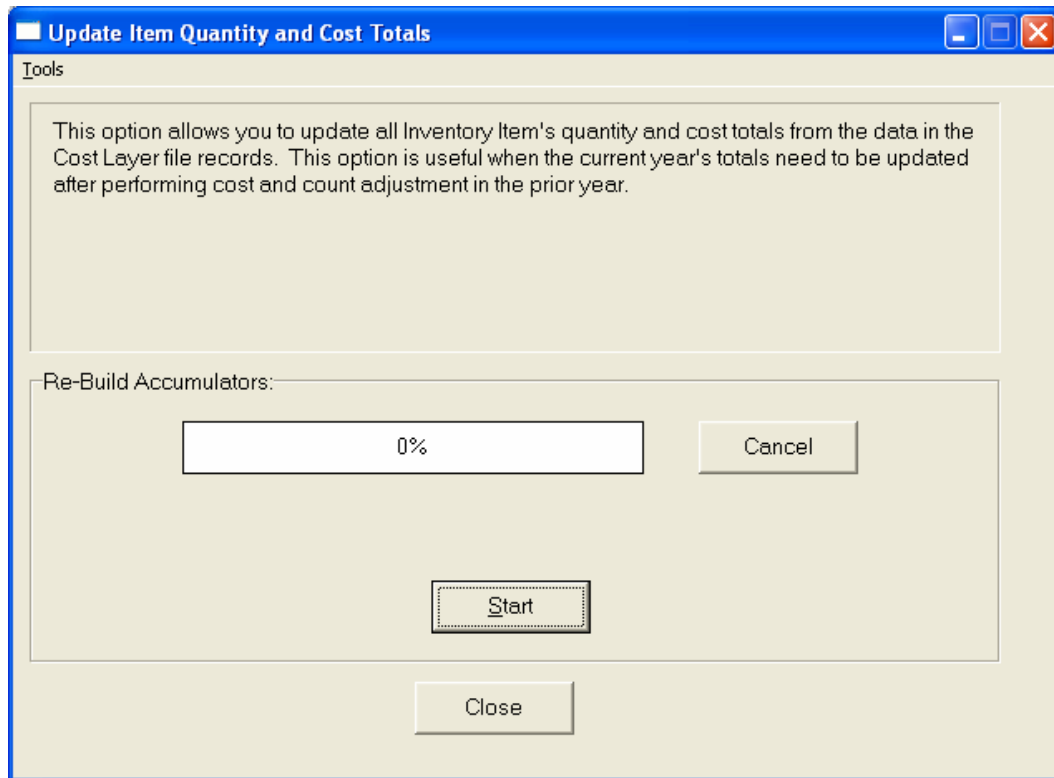 Update Item Quantity and Cost Totals
Tools
This option allows you to update all Inventory Item's quantity and cost totals from the data in the
Cost Layer file records.  This option is useful when the current year's totals need to be updated
after performing cost and count adjustment in the prior year.
Re-Build Accumulators:
0%
Cancel
Start
Close